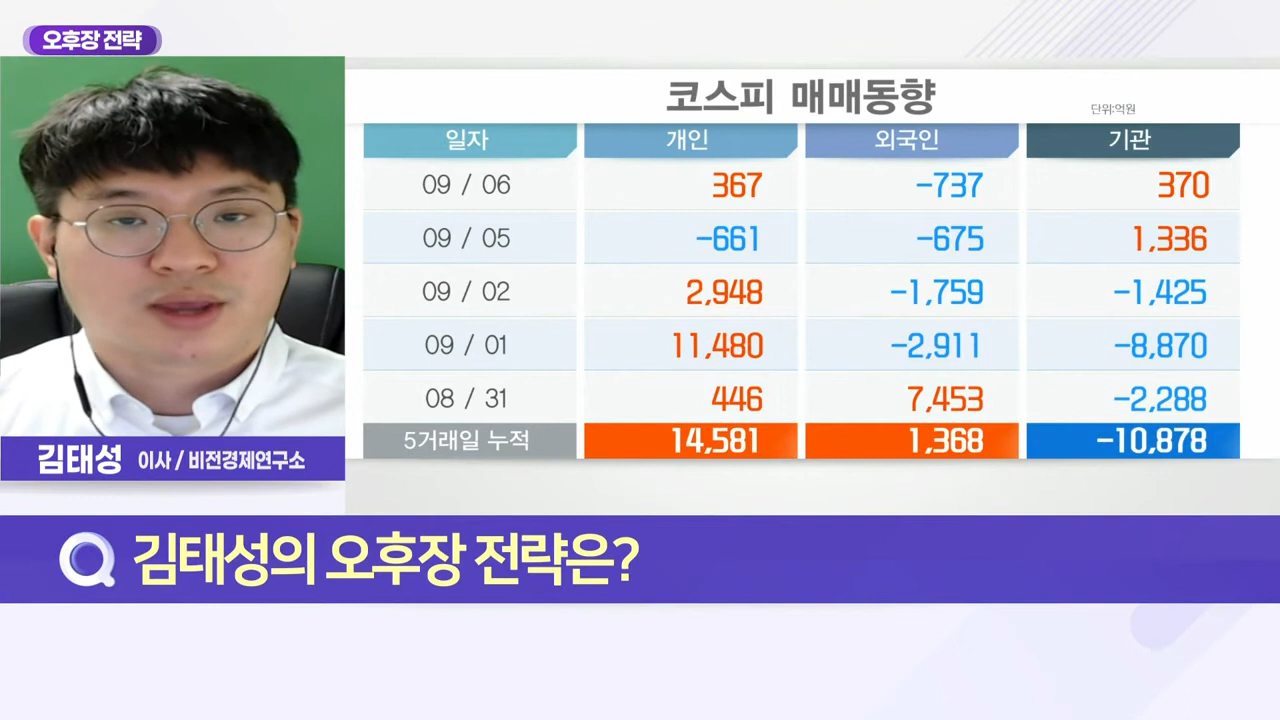 오후장 전략
코스피 매매동향
단위:억원
일자 개인 외국인 기관
09 / 06 367 -737 370
09 / 05 -661 -675 1,336
09 / 02 2,948 -1,759 -1,425
09 / 01 11,480 -2,911 -8,870
08 / 31 446 7,453 -2,288
5거래일 누적 14,581 1,368 -10,878
김태성 이사 / 비전경제연구소
김태성의 오후장 전략은?